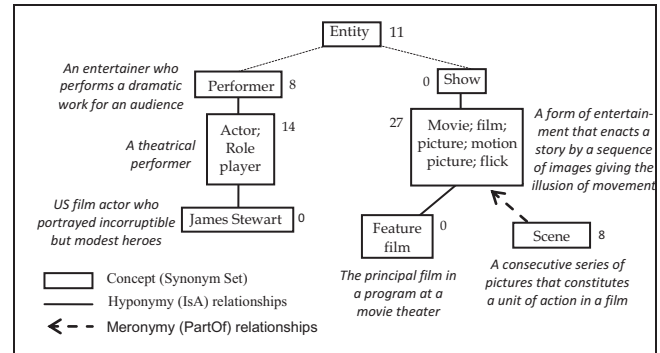 Entity 11
An entertainer who
performs a dramatic
work for an audience
Performer 8
0 Show
A theatrical
performer
Actor;
Role
player
14
27
Movie; film;
picture; motion
picture; flick
A form of entertain-
ment that enacts a
story by a sequence
of images giving the
illusion of movement
US film actor who
portrayed incorruptible
but modest heroes
James Stewart 0
Feature
film
0
Scene 8
The principal film in
a program at a
movie theater
A consecutive series of
pictures that constitutes
a unit of action in a film
Concept (Synonym Set)
Hyponymy (IsA) relationships
Meronymy (PartOf) relationships